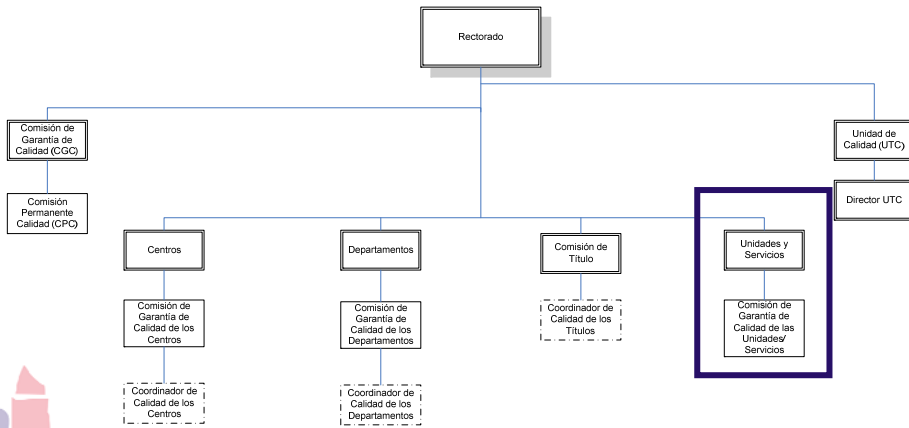 Rectorado
Comisión de
Garantía de
Calidad (CGC)
Unidad de
Calidad (UTC)
Comisión
Permanente
Calidad (CPC)
Director UTC
Centros
Departamentos
Comisión de
Título
Unidades y
Servicios
Comisión de
Garantía de
Calidad de los
Centros
Comisión de
Garantía de
Calidad de los
Departamentos
Coordinador de
Calidad de los
Títulos
Comisión de
Garantía de
Calidad de las
Unidades/
Servicios
Coordinador de
Calidad de los
Centros
Coordinador de
Calidad de los
Departamentos